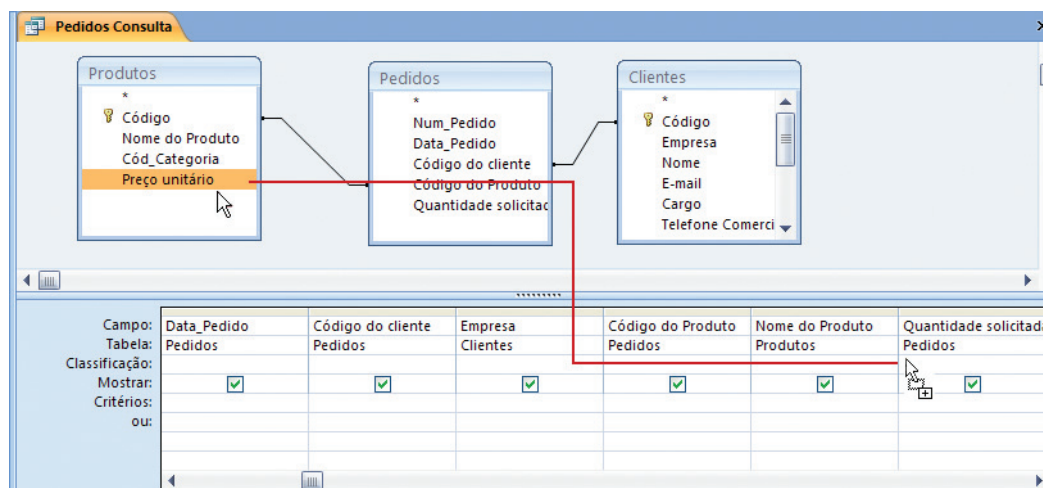 Pedidos Consulta
Produtos
*
Código
Nome do Produto
Cód_Categoria
Preço unitário
Pedidos
*
Num_Pedido
Data_Pedido
Código do cliente
Código do Produto
Quantidade solicitac
Clientes
*
Código
Empresa
Nome
E-mail
Cargo
Telefone Comerci
Campo: Data_Pedido Código do cliente Empresa Código do Produto Nome do Produto Quantidade solicitada
Tabela: Pedidos Pedidos Clientes Pedidos Produtos Pedidos
Classificação:
Mostrar:
Critérios:
ou: